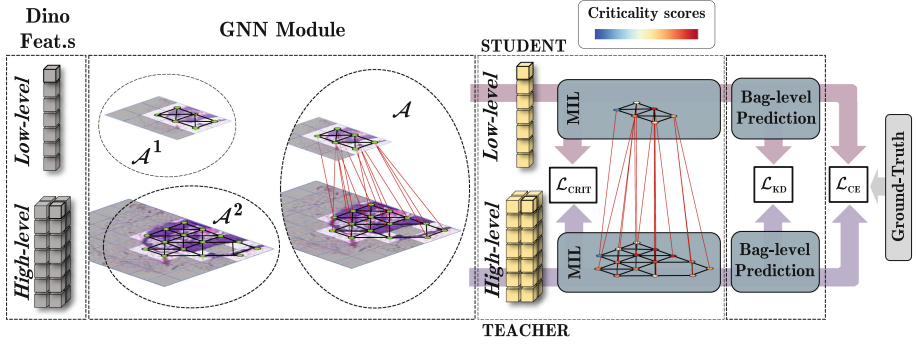 Dino
Feat.s
GNN Module
Criticality scores
STUDENT
Low-level
High-level
𝒜¹
𝒜²
𝒜
Low-level
High-level
MIL
MIL
Bag-level
Prediction
Bag-level
Prediction
ℒCRIT
ℒKD
ℒCE
Ground-Truth
TEACHER